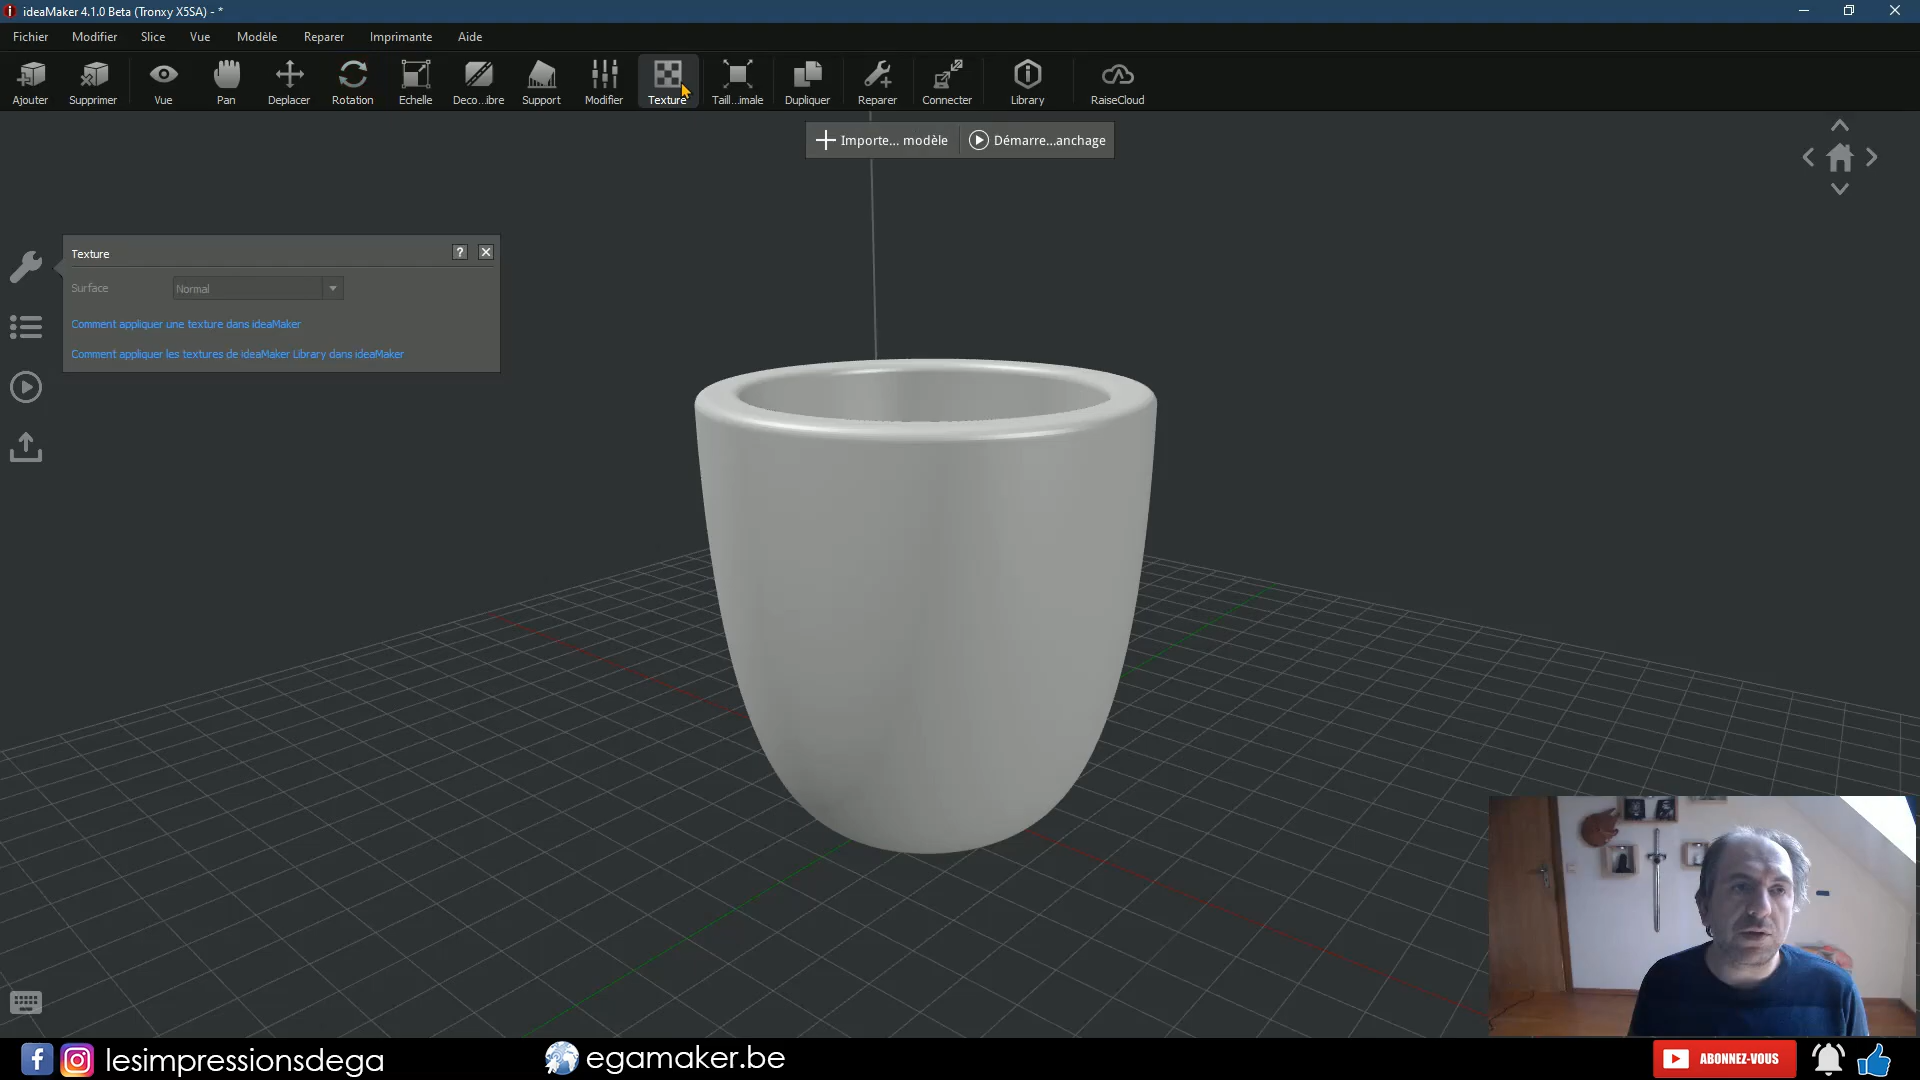 ideaMaker 4.1.0 Beta (Tronxy X5SA) - *
Fichier Modifier Slice Vue Modèle Reparer Imprimante Aide
Ajouter Supprimer Vue Pan Deplacer Rotation Echelle Deco...ibre Support Modifier Texture Taill...imale Dupliquer Reparer Connecter Library RaiseCloud
Importe... modèle Démarre...anchage
Texture ?
Surface Normal
Comment appliquer une texture dans ideaMaker
Comment appliquer les textures de ideaMaker Library dans ideaMaker
lesimpressionsdega egamaker.be ABONNEZ-VOUS